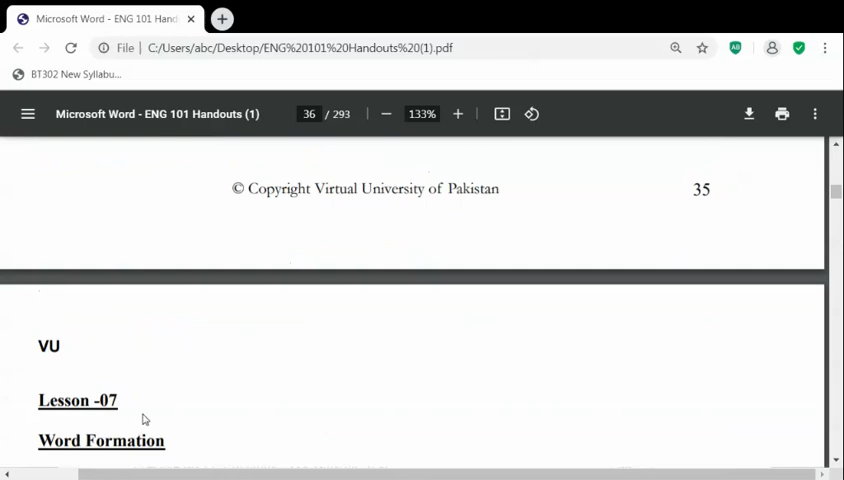 Microsoft Word - ENG 101 Hand
File C:/Users/abc/Desktop/ENG%20101%20Handouts%20(1).pdf
BT302 New Syllabu...
Microsoft Word - ENG 101 Handouts (1) 36 / 293 133%
© Copyright Virtual University of Pakistan 35
VU
Lesson -07
Word Formation